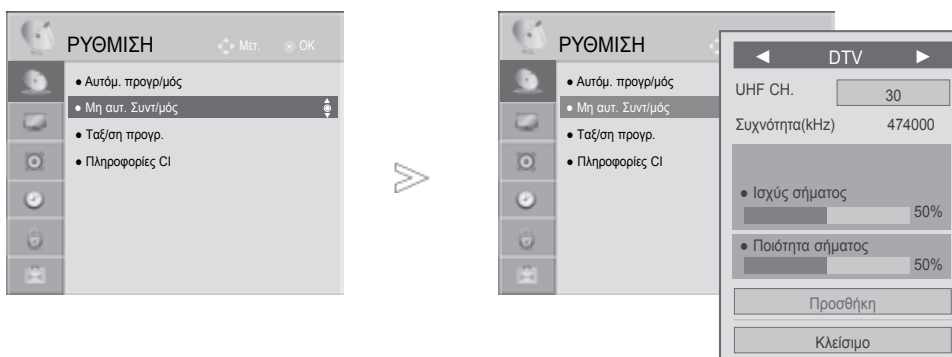 ΡΥΘΜΙΣΗ Μετ. OK
● Αυτόμ. προγρ/μός
● Μη αυτ. Συντ/μός
● Ταξ/ση προγρ.
● Πληροφορίες CI
ΡΥΘΜΙΣΗ
● Αυτόμ. προγρ/μός
● Μη αυτ. Συντ/μός
● Ταξ/ση προγρ.
● Πληροφορίες CI
◄ DTV ►
UHF CH. 30
Συχνότητα(kHz) 474000
● Ισχύς σήματος
50%
● Ποιότητα σήματος
50%
Προσθήκη
Κλείσιμο